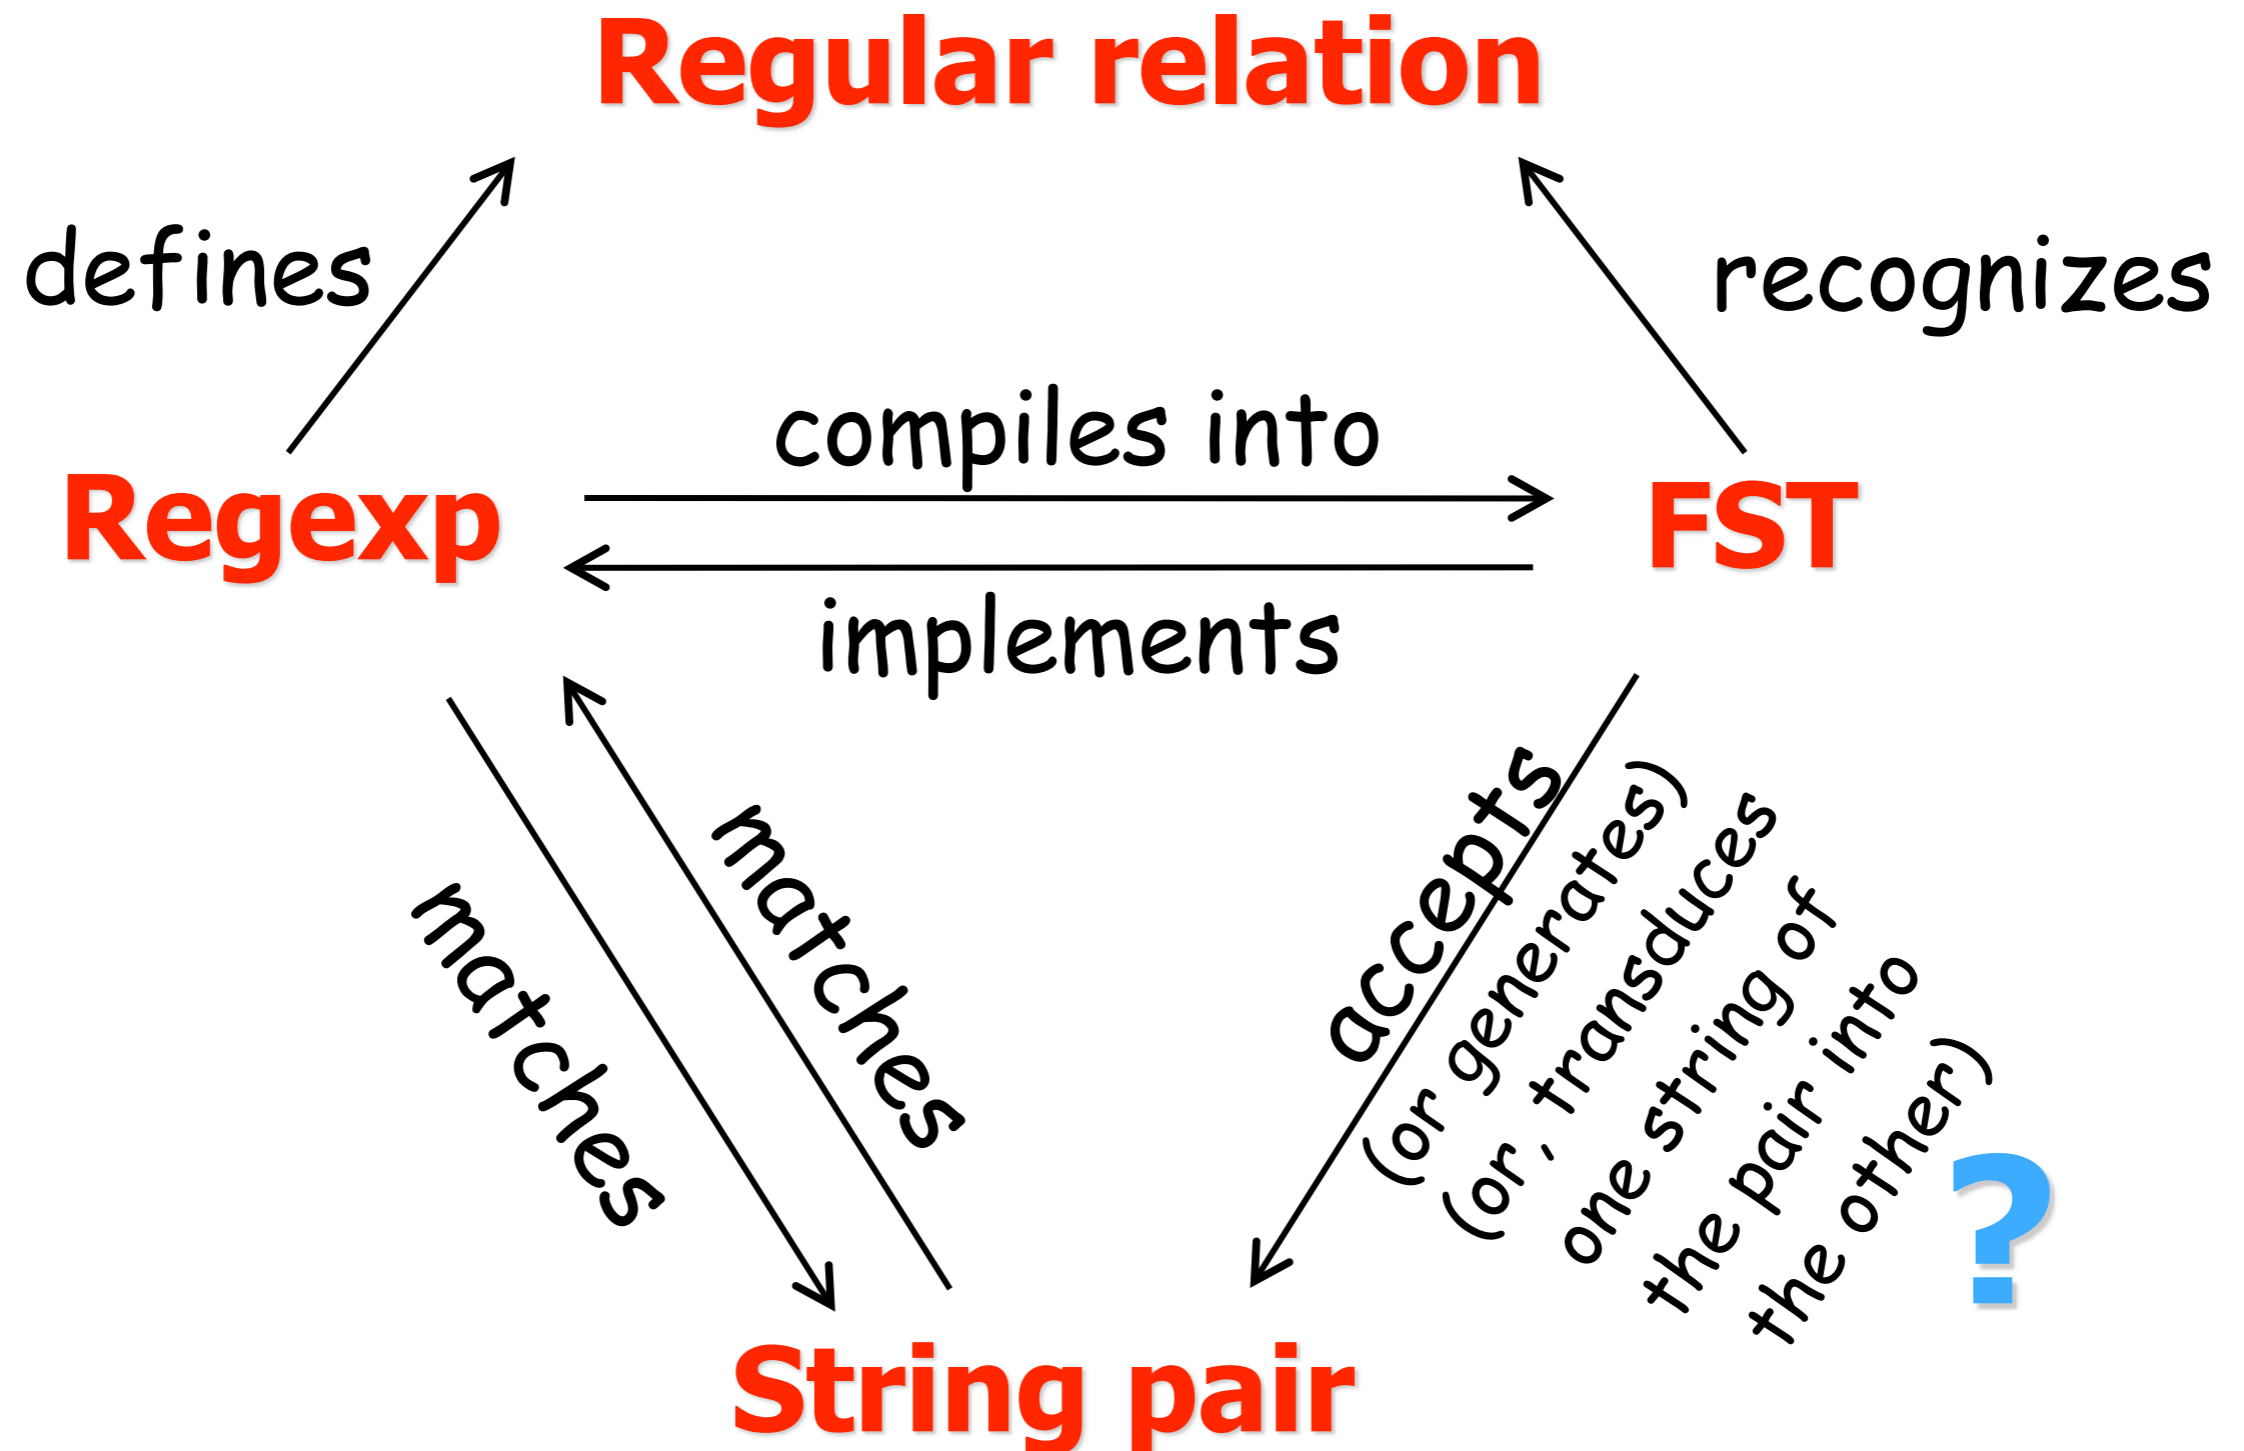 Regular relation
defines
recognizes
compiles into
Regexp
FST
implements
matches
matches
accepts
(or generates)
(or, transduces
one string of
the pair into
the other)
?
String pair